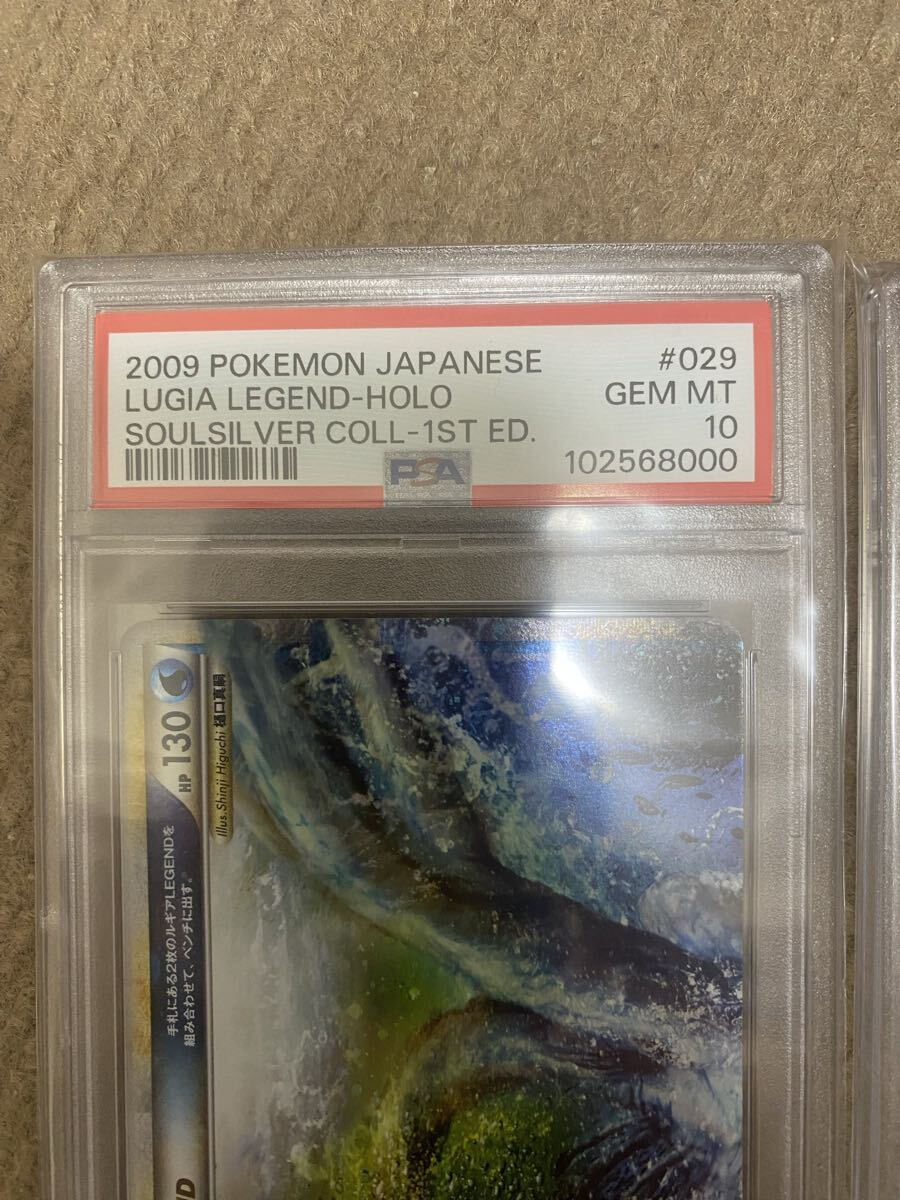 2009 POKEMON JAPANESE #029
LUGIA LEGEND-HOLO GEM MT
SOULSILVER COLL-1ST ED. 10
102568000
PSA
HP 130
Illus. Shinji Higuchi 樋口真嗣
手札にある2枚のルギアLEGENDを
組み合わせて、ベンチに出す。